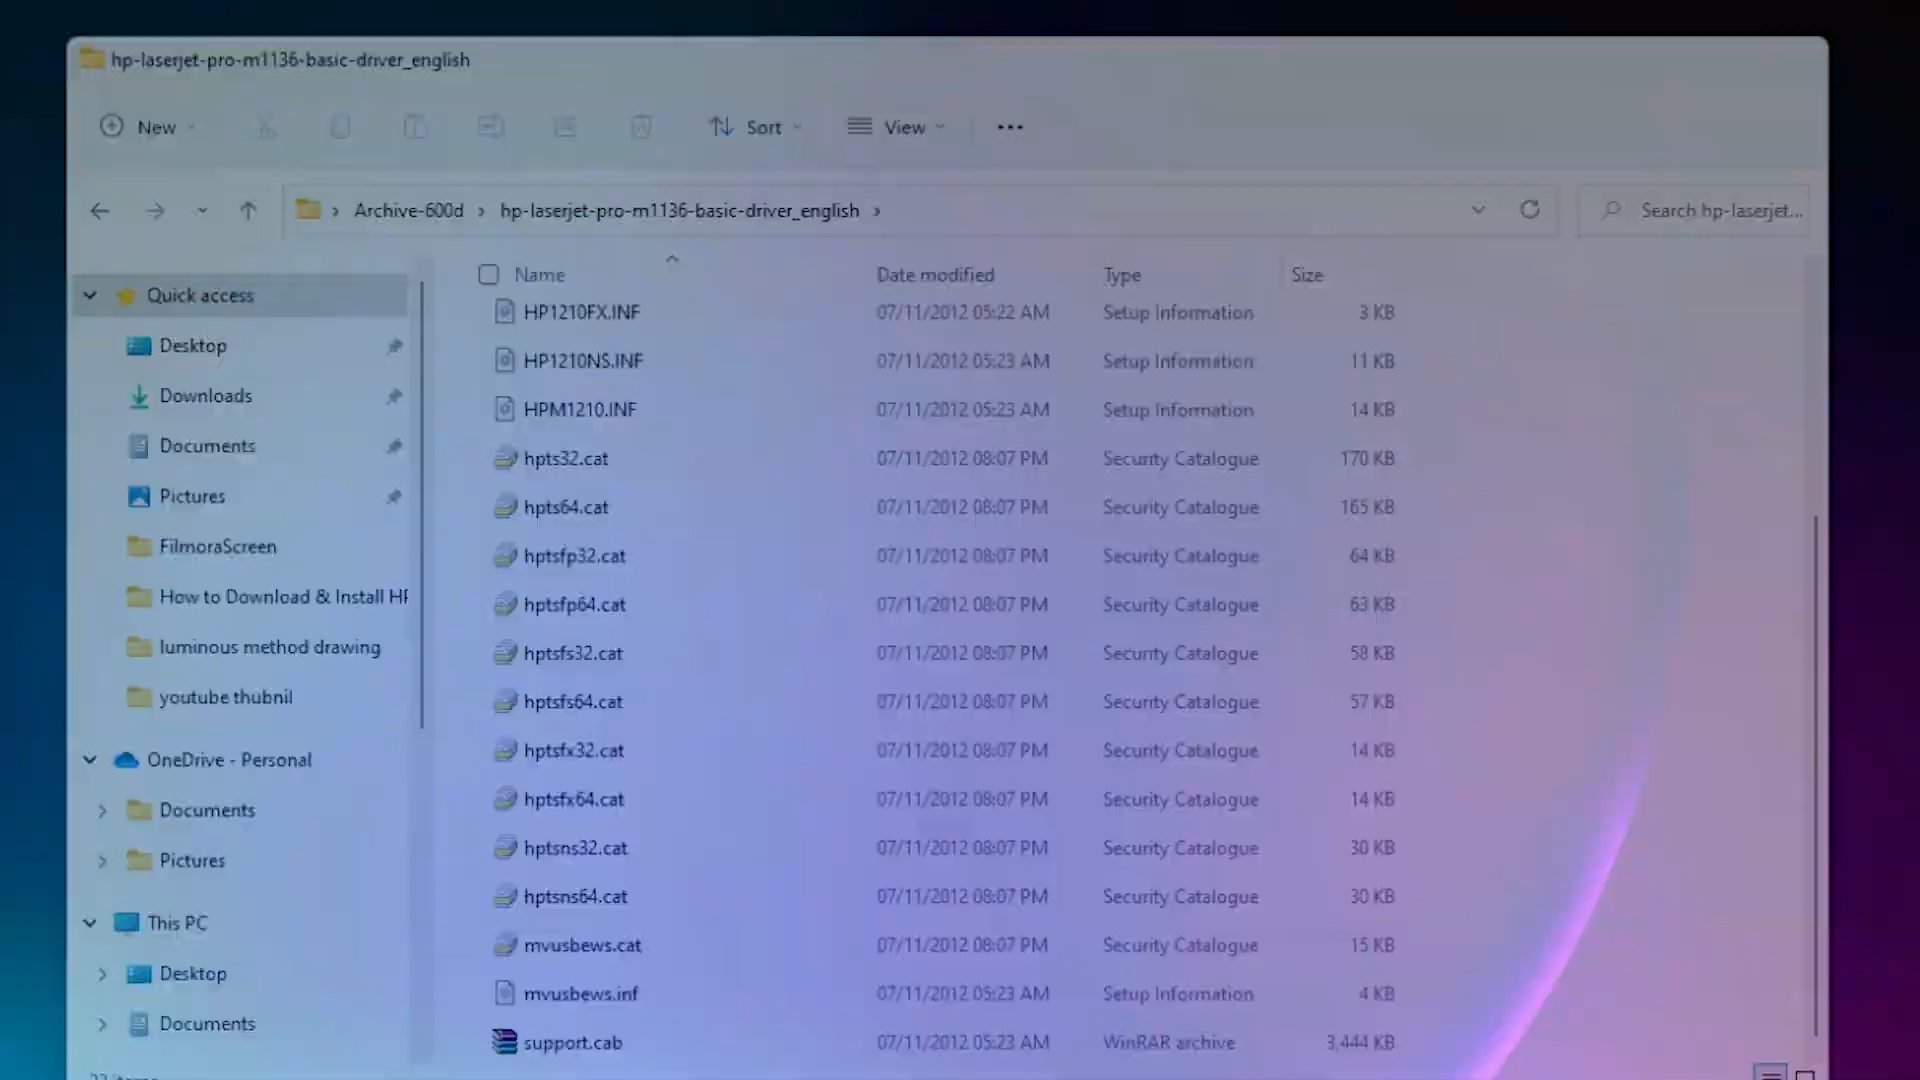 hp-laserjet-pro-m1136-basic-driver_english
New Sort View
Archive-600d hp-laserjet-pro-m1136-basic-driver_english Search hp-laserjet...
Name Date modified Type Size
HP1210FX.INF 07/11/2012 05:22 AM Setup Information 3 KB
HP1210NS.INF 07/11/2012 05:23 AM Setup Information 11 KB
HPM1210.INF 07/11/2012 05:23 AM Setup Information 14 KB
hpts32.cat 07/11/2012 08:07 PM Security Catalogue 170 KB
hpts64.cat 07/11/2012 08:07 PM Security Catalogue 165 KB
hptsfp32.cat 07/11/2012 08:07 PM Security Catalogue 64 KB
hptsfp64.cat 07/11/2012 08:07 PM Security Catalogue 63 KB
hptsfs32.cat 07/11/2012 08:07 PM Security Catalogue 58 KB
hptsfs64.cat 07/11/2012 08:07 PM Security Catalogue 57 KB
hptsfx32.cat 07/11/2012 08:07 PM Security Catalogue 14 KB
hptsfx64.cat 07/11/2012 08:07 PM Security Catalogue 14 KB
hptsns32.cat 07/11/2012 08:07 PM Security Catalogue 30 KB
hptsns64.cat 07/11/2012 08:07 PM Security Catalogue 30 KB
mvusbews.cat 07/11/2012 08:07 PM Security Catalogue 15 KB
mvusbews.inf 07/11/2012 05:23 AM Setup Information 4 KB
support.cab 07/11/2012 05:23 AM WinRAR archive 3,444 KB
Quick access
Desktop
Downloads
Documents
Pictures
FilmoraScreen
How to Download & Install HP
luminous method drawing
youtube thubnil
OneDrive - Personal
Documents
Pictures
This PC
Desktop
Documents